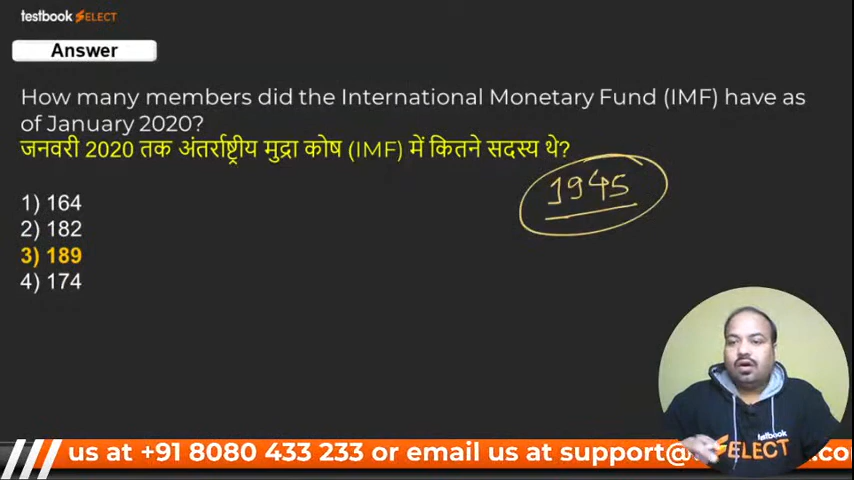 testbook SELECT
Answer
How many members did the International Monetary Fund (IMF) have as
of January 2020?
जनवरी 2020 तक अंतर्राष्ट्रीय मुद्रा कोष (IMF) में कितने सदस्य थे?
1945
1) 164
2) 182
3) 189
4) 174
testbook
SELECT
us at +91 8080 433 233 or email us at support@